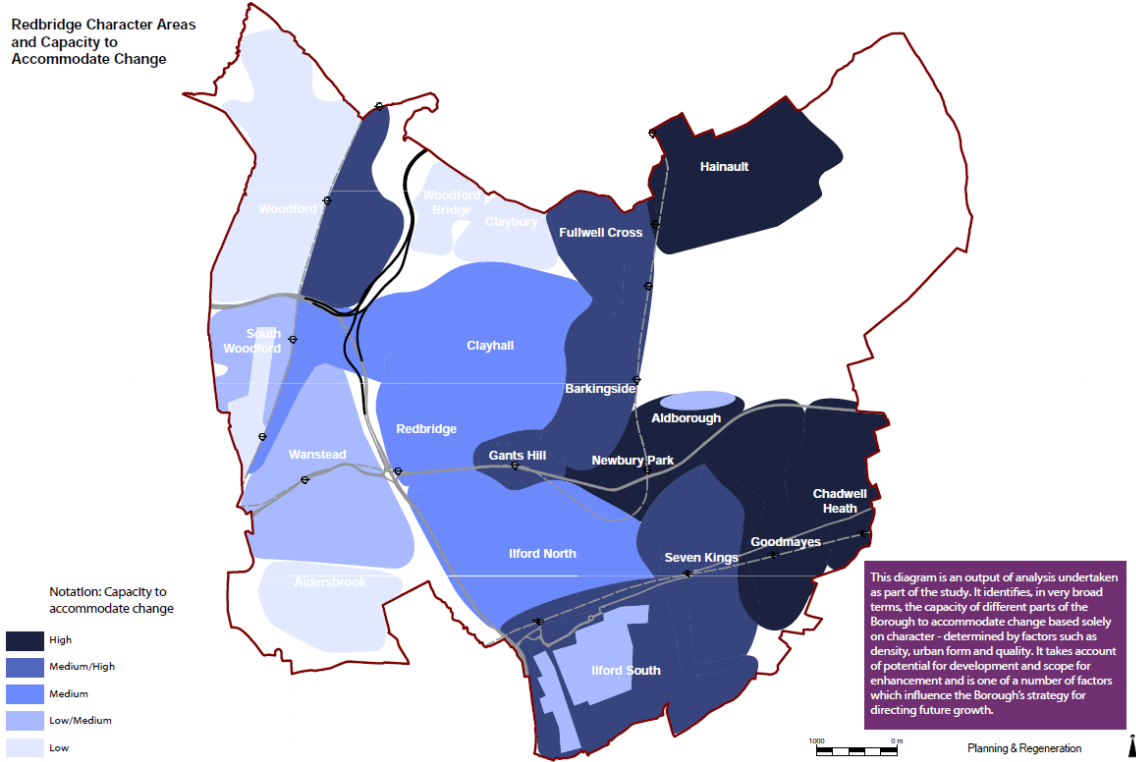 Redbridge Character Areas
and Capacity to
Accommodate Change
Hainault
Woodford
Woodford
Bridge
Claybury
Fullwell Cross
South
Woodford
Clayhall
Barkingside
Aldborough
Redbridge
Gants Hill
Newbury Park
Wanstead
Chadwell
Heath
Goodmayes
Ilford North
Seven Kings
Aldersbrook
Ilford South
Notation: Capacity to
accommodate change
High
Medium/High
Medium
Low/Medium
Low
This diagram is an output of analysis undertaken
as part of the study. It identifies, in very broad
terms, the capacity of different parts of the
Borough to accommodate change based solely
on character - determined by factors such as
density, urban form and quality. It takes account
of potential for development and scope for
enhancement and is one of a number of factors
which influence the Borough's strategy for
directing future growth.
1000 0 m
Planning & Regeneration